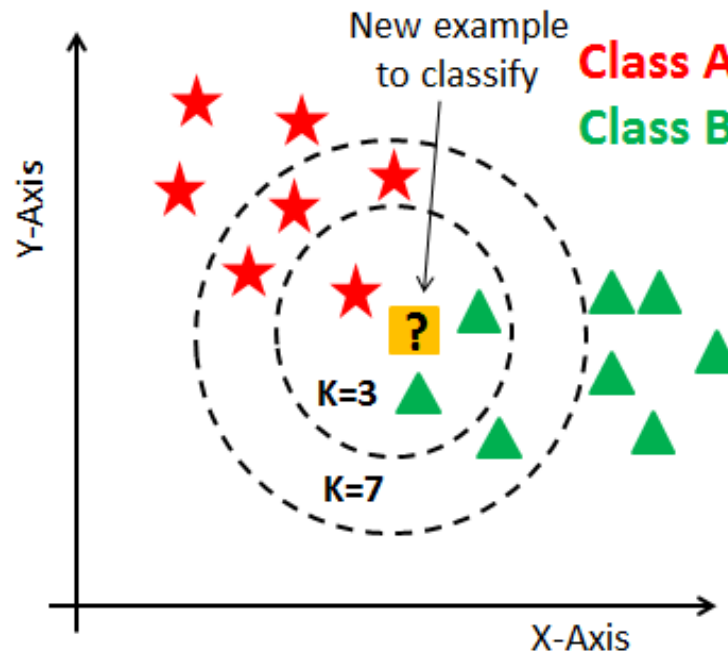 New example
to classify
Class A
Class B
Y-Axis
?
K=3
K=7
X-Axis